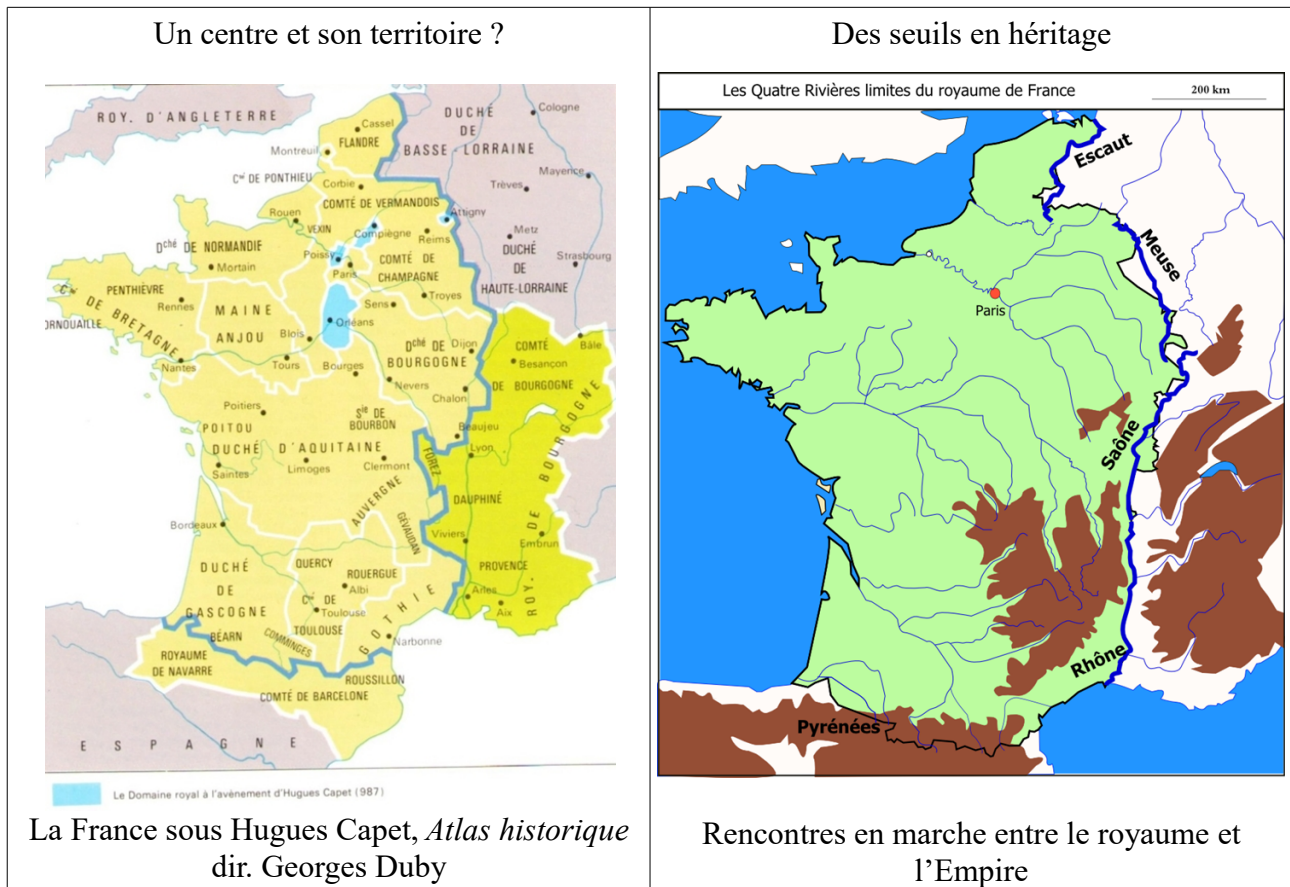 Un centre et son territoire ?
ROY. D'ANGLETERRE
DUCHÉ
DE
BASSE - LORRAINE
Cologne
Cassel
FLANDRE
Montreuil
Cté DE PONTHIEU
Mayence
Trèves
Corbie
COMTÉ DE VERMANDOIS
Attigny
Rouen
VEXIN
Compiègne
Reims
Metz
Dché DE NORMANDIE
Poissy
Paris
COMTÉ DE
CHAMPAGNE
DUCHÉ
DE
HAUTE-LORRAINE
Strasbourg
Mortain
PENTHIÈVRE
Rennes
Cté DE BRETAGNE
ORNOUAILLE
MAINE
ANJOU
Sens
Troyes
Blois
Orléans
Dché DE
BOURGOGNE
Dijon
COMTÉ
DE BOURGOGNE
Bâle
Besançon
Nantes
Tours
Bourges
Nevers
Chalon
Poitiers
POITOU
Sie DE
BOURBON
Beaujeu
DUCHÉ D'AQUITAINE
Lyon
Saintes
Limoges
Clermont
FOREZ
AUVERGNE
DAUPHINÉ
ROY. DE BOURGOGNE
Bordeaux
GÉVAUDAN
Viviers
Embrun
QUERCY
ROUERGUE
Albi
PROVENCE
DUCHÉ
DE
GASCOGNE
Cté DE
TOULOUSE
Toulouse
GOTHIE
Arles
Aix
BÉARN
COMMINGES
Narbonne
ROYAUME
DE NAVARRE
ROUSSILLON
COMTÉ DE BARCELONE
ESPAGNE
Le Domaine royal à l'avènement d'Hugues Capet (987)
La France sous Hugues Capet, Atlas historique
dir. Georges Duby
Des seuils en héritage
Les Quatre Rivières limites du royaume de France
200 km
Escaut
Meuse
Paris
Saône
Rhône
Pyrénées
Rencontres en marche entre le royaume et
l'Empire